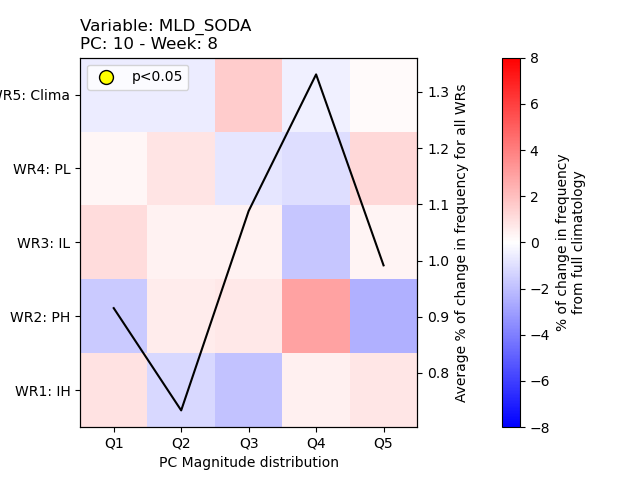 Variable: MLD_SODA
PC: 10 - Week: 8
p<0.05
WR5: Clima
WR4: PL
WR3: IL
WR2: PH
WR1: IH
Q1 Q2 Q3 Q4 Q5
PC Magnitude distribution
1.3
1.2
1.1
1.0
0.9
0.8
Average % of change in frequency for all WRs
8
6
4
2
0
−2
−4
−6
−8
% of change in frequency
from full climatology